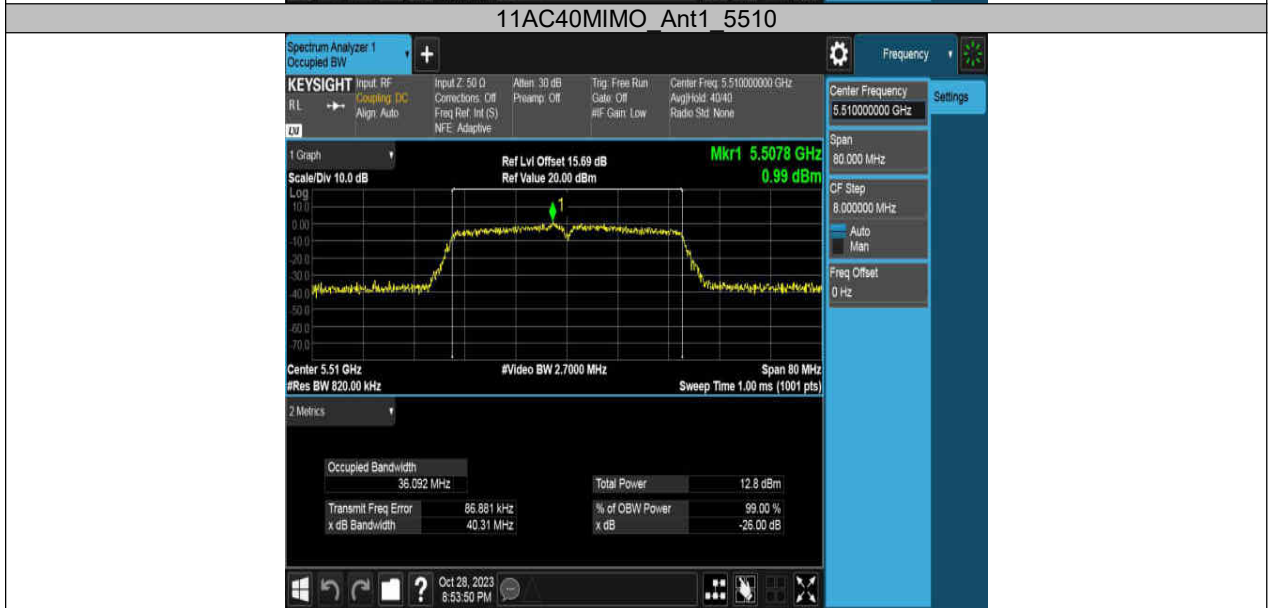 11AC40MIMO_Ant1_5510
Spectrum Analyzer 1
Occupied BW
+
Frequency
KEYSIGHT
RL
Input: RF
Coupling: DC
Align: Auto
Input Z: 50 Ω
Corrections: Off
Freq Ref: Int (S)
NFE: Adaptive
Atten: 30 dB
Preamp: Off
Trig: Free Run
Gate: Off
#IF Gain: Low
Center Freq: 5.510000000 GHz
Avg|Hold: 40/40
Radio Std: None
Center Frequency
5.510000000 GHz
Settings
Span
80.000 MHz
CF Step
8.000000 MHz
Auto
Man
Freq Offset
0 Hz
1 Graph
Scale/Div 10.0 dB
Ref Lvl Offset 15.69 dB
Ref Value 20.00 dBm
Mkr1 5.5078 GHz
0.99 dBm
Log
10.0
0.00
-10.0
-20.0
-30.0
-40.0
-50.0
-60.0
-70.0
1
Center 5.51 GHz
#Res BW 820.00 kHz
#Video BW 2.7000 MHz
Span 80 MHz
Sweep Time 1.00 ms (1001 pts)
2 Metrics
Occupied Bandwidth
36.092 MHz
Total Power 12.8 dBm
Transmit Freq Error 86.881 kHz
% of OBW Power 99.00 %
x dB Bandwidth 40.31 MHz
x dB -26.00 dB
?
Oct 28, 2023
8:53:50 PM